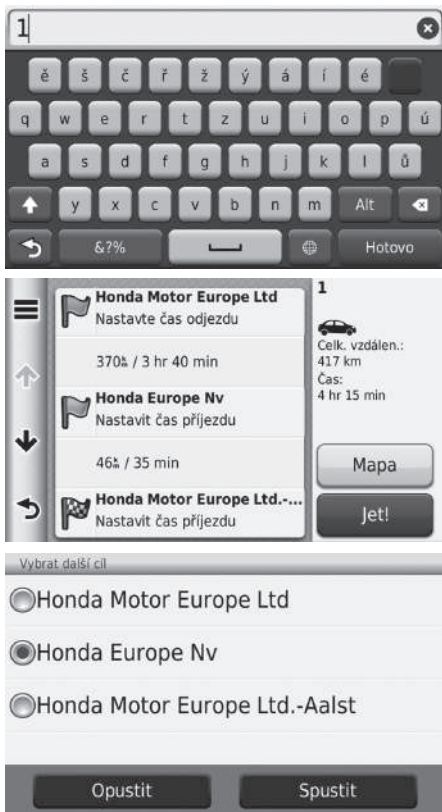 1
ě š č ř ž ý á í é
q w e r t z u i o p ú
a s d f g h j k l ů
y x c v b n m Alt
&?% Hotovo
Honda Motor Europe Ltd
Nastavte čas odjezdu
370 km / 3 hr 40 min
Honda Europe Nv
Nastavit čas příjezdu
46 km / 35 min
Honda Motor Europe Ltd.-...
Nastavit čas příjezdu
1
Celk. vzdálen.:
417 km
Čas:
4 hr 15 min
Mapa
Jet!
Vybrat další cíl
Honda Motor Europe Ltd
Honda Europe Nv
Honda Motor Europe Ltd.-Aalst
Opustit Spustit